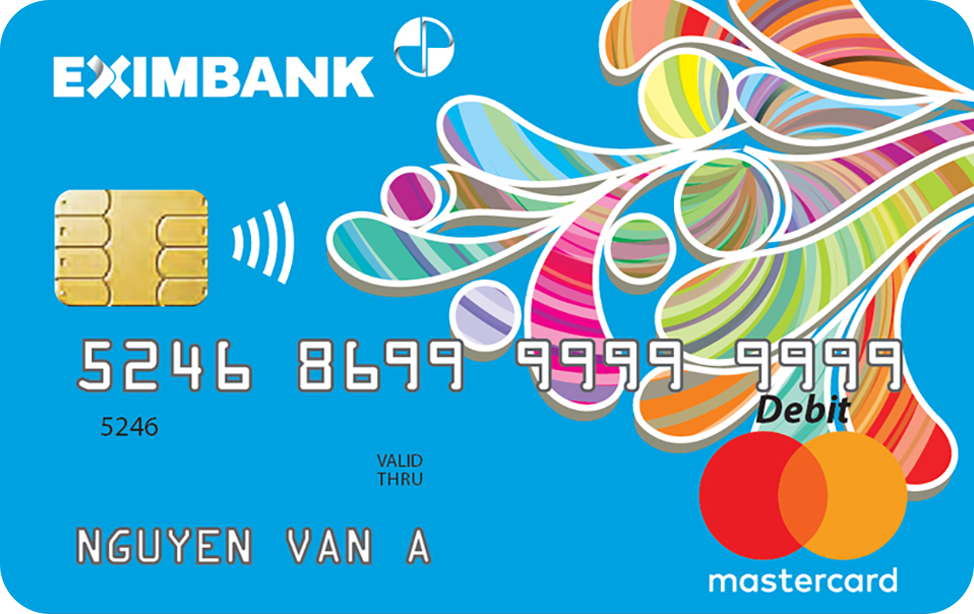 EXIMBANK
5246 8699 9999 9999
Debit
5246
VALID
THRU
NGUYEN VAN A
mastercard